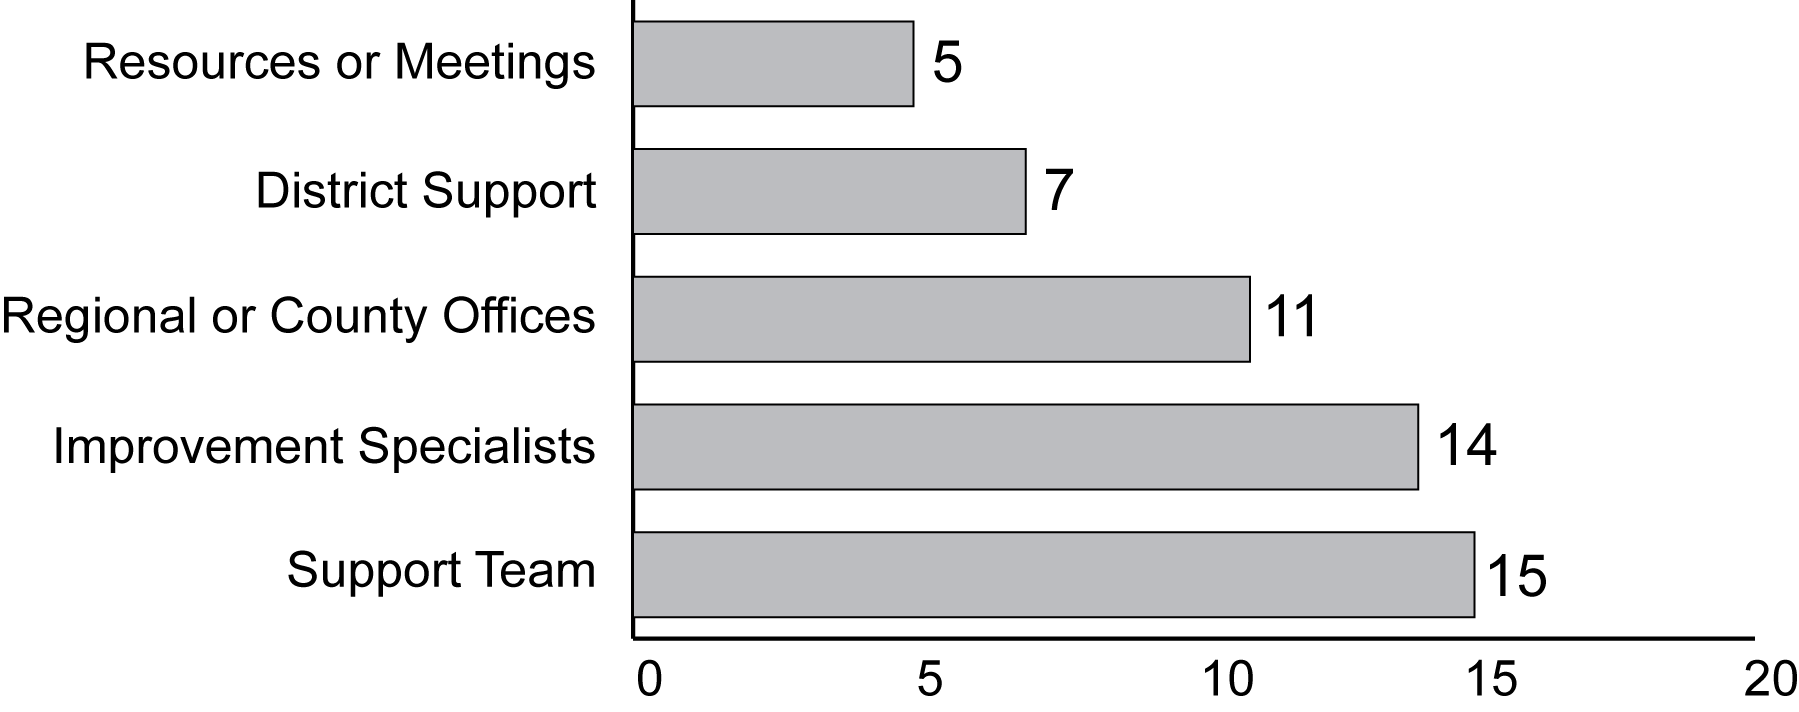 Resources or Meetings 5
District Support 7
Regional or County Offices 11
Improvement Specialists 14
Support Team 15
0 5 10 15 20